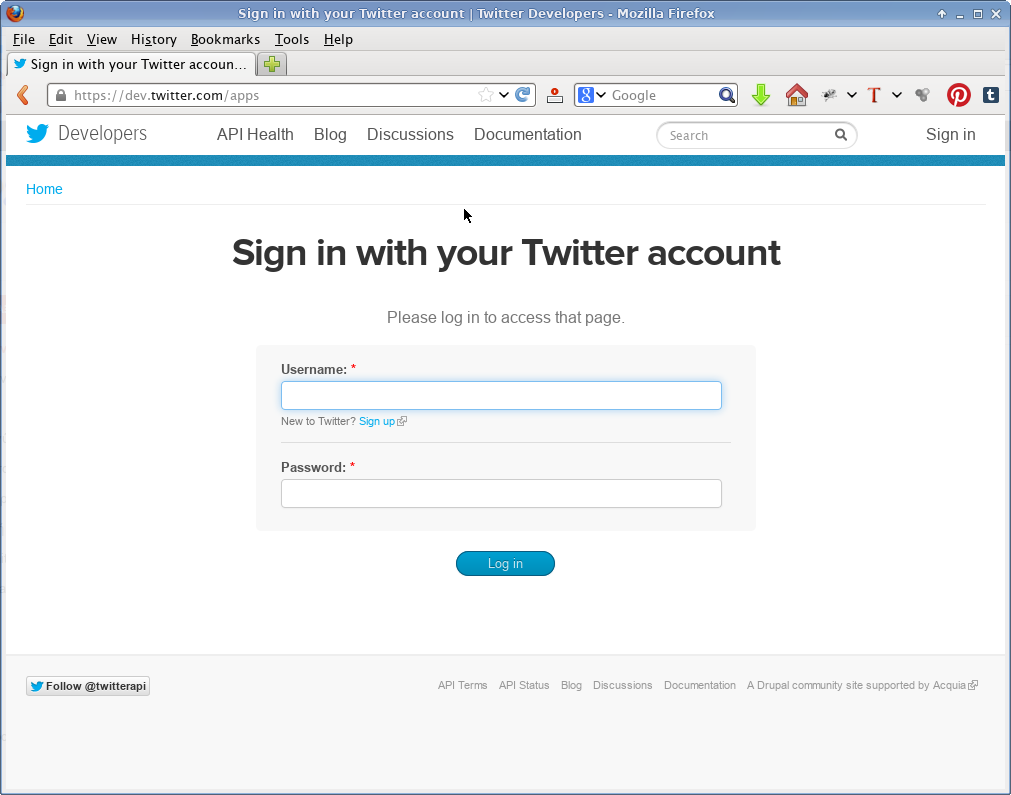 Sign in with your Twitter account | Twitter Developers - Mozilla Firefox
File Edit View History Bookmarks Tools Help
Sign in with your Twitter accoun...
https://dev.twitter.com/apps
8 Google
T
t
Developers API Health Blog Discussions Documentation Search Sign in
Home
Sign in with your Twitter account
Please log in to access that page.
Username: *
New to Twitter? Sign up
Password: *
Log in
Follow @twitterapi API Terms API Status Blog Discussions Documentation A Drupal community site supported by Acquia